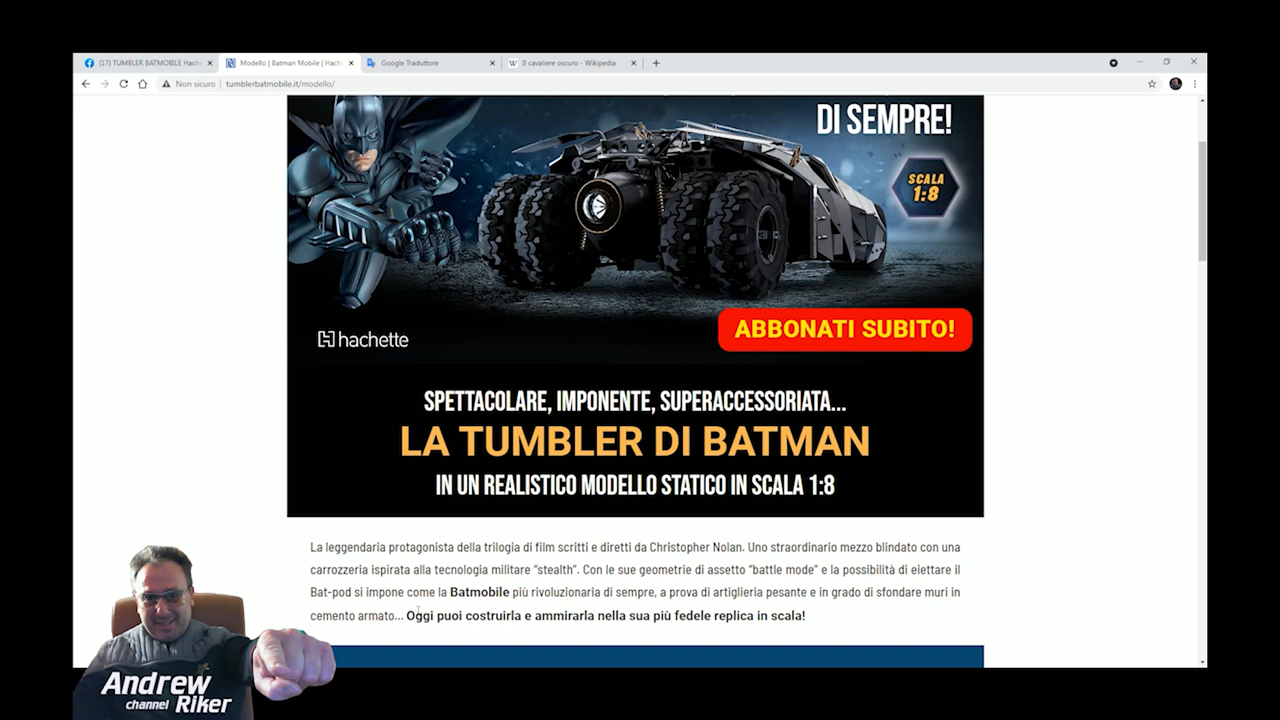 (17) TUMBLER BATMOBILE Hach
Modello | Batman Mobile | Hach
Google Traduttore
Il cavaliere oscuro - Wikipedia
Non sicuro
tumblerbatmobile.it/modello/
DI SEMPRE!
SCALA
1:8
hachette
ABBONATI SUBITO!
SPETTACOLARE, IMPONENTE, SUPERACCESSORIATA...
LA TUMBLER DI BATMAN
IN UN REALISTICO MODELLO STATICO IN SCALA 1:8
La leggendaria protagonista della trilogia di film scritti e diretti da Christopher Nolan. Uno straordinario mezzo blindato con una
carrozzeria ispirata alla tecnologia militare “stealth”. Con le sue geometrie di assetto “battle mode” e la possibilità di eiettare il
Bat-pod si impone come la Batmobile più rivoluzionaria di sempre, a prova di artiglieria pesante e in grado di sfondare muri in
cemento armato... Oggi puoi costruirla e ammirarla nella sua più fedele replica in scala!
Andrew
channel Riker